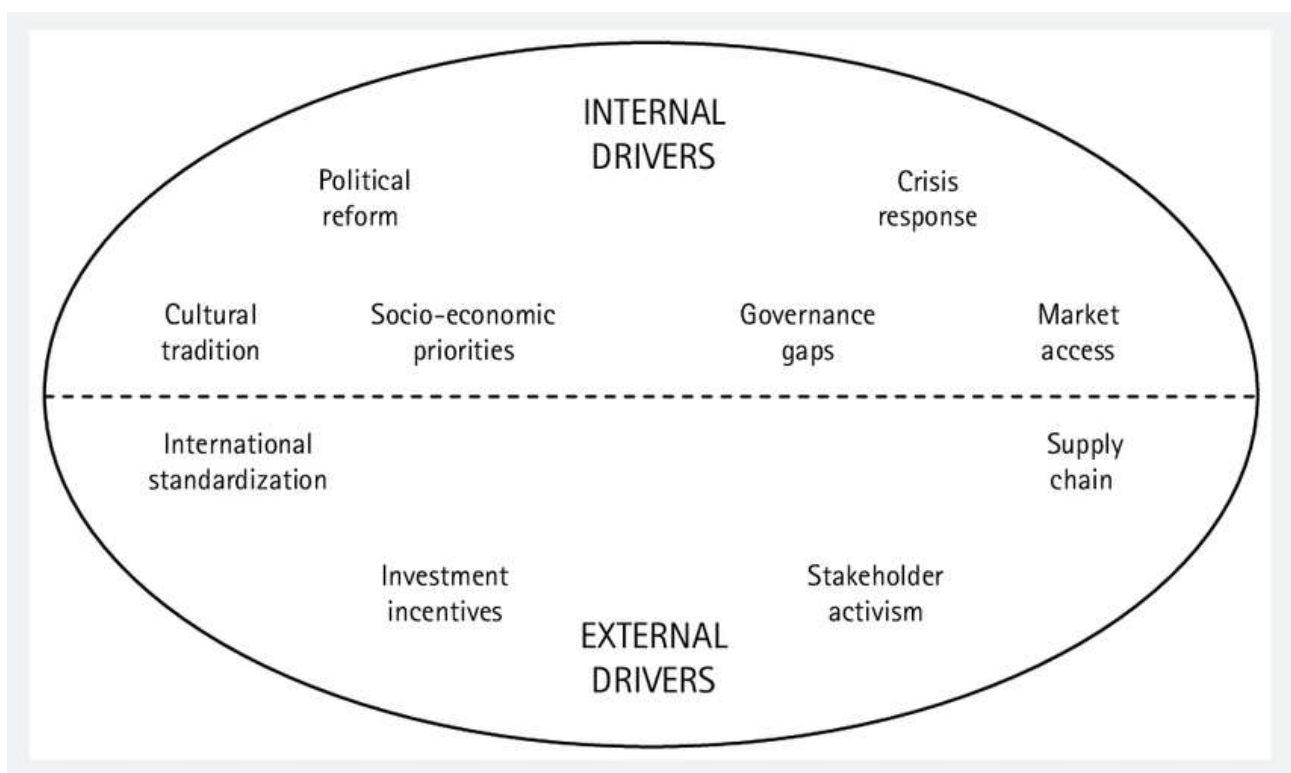 INTERNAL
DRIVERS
Political
reform
Crisis
response
Cultural
tradition
Socio-economic
priorities
Governance
gaps
Market
access
International
standardization
Supply
chain
Investment
incentives
Stakeholder
activism
EXTERNAL
DRIVERS